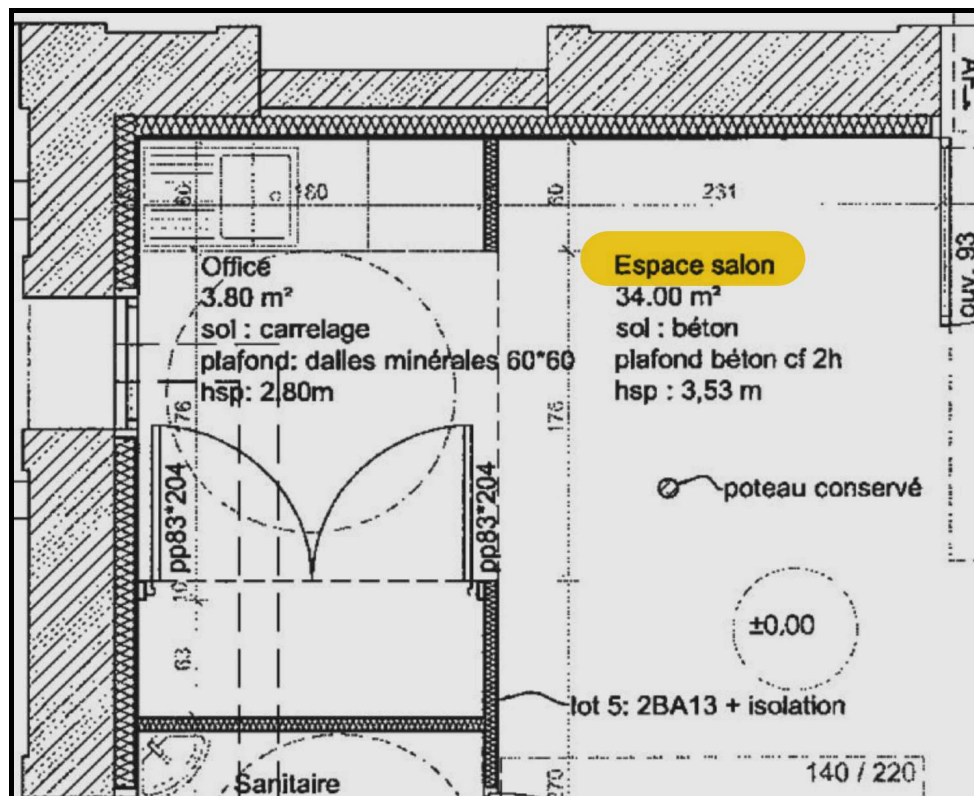 60
180
60
231
Officé
3.80 m²
sol : carrelage
plafond: dalles minérales 60*60
hsp: 2.80m
Espace salon
34.00 m²
sol : béton
plafond béton cf 2h
hsp : 3,53 m
176
176
pp83*204
pp83*204
poteau conservé
10
±0,00
63
lot 5: 2BA13 + isolation
Sanitaire
270
140 / 220